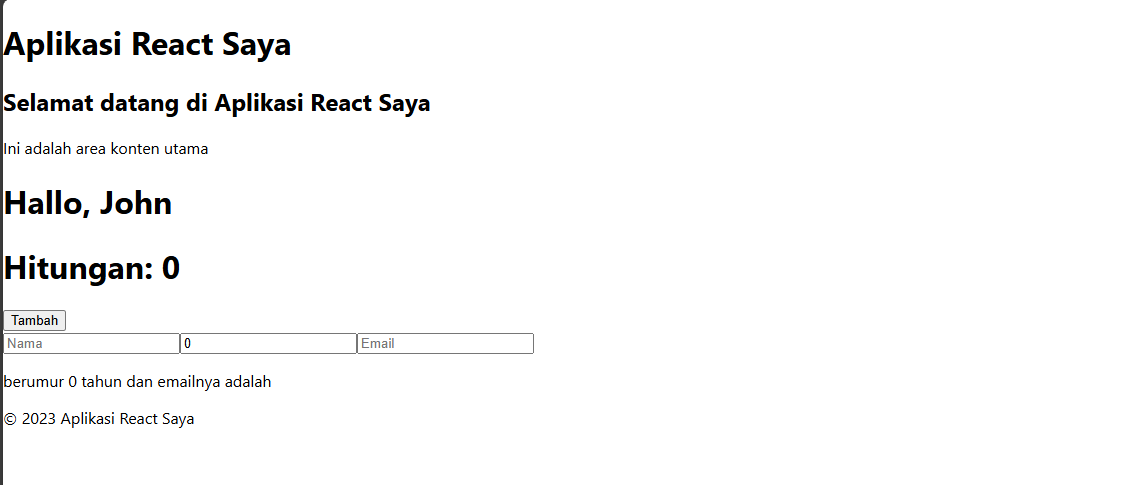 Aplikasi React Saya
Selamat datang di Aplikasi React Saya
Ini adalah area konten utama
Hallo, John
Hitungan: 0
Tambah
Nama 0 Email
berumur 0 tahun dan emailnya adalah
© 2023 Aplikasi React Saya